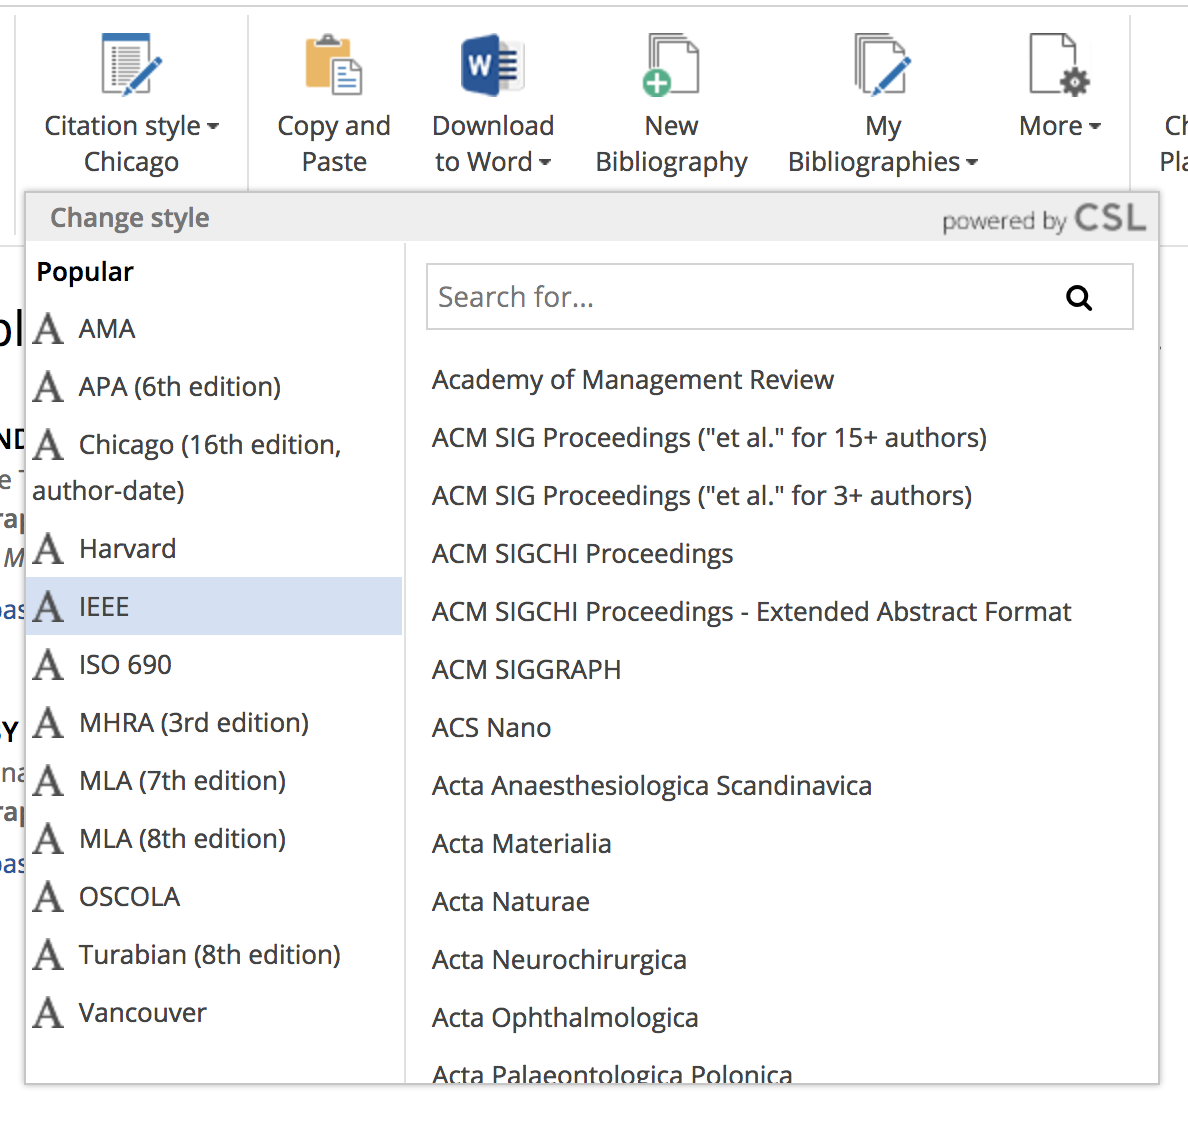 Citation style
Chicago
Copy and
Paste
Download
to Word
New
Bibliography
My
Bibliographies
More
Change style
powered by CSL
Popular
AMA
APA (6th edition)
Chicago (16th edition,
author-date)
Harvard
IEEE
ISO 690
MHRA (3rd edition)
MLA (7th edition)
MLA (8th edition)
OSCOLA
Turabian (8th edition)
Vancouver
Search for...
Academy of Management Review
ACM SIG Proceedings ("et al." for 15+ authors)
ACM SIG Proceedings ("et al." for 3+ authors)
ACM SIGCHI Proceedings
ACM SIGCHI Proceedings - Extended Abstract Format
ACM SIGGRAPH
ACS Nano
Acta Anaesthesiologica Scandinavica
Acta Materialia
Acta Naturae
Acta Neurochirurgica
Acta Ophthalmologica
Acta Palaeontologica Polonica